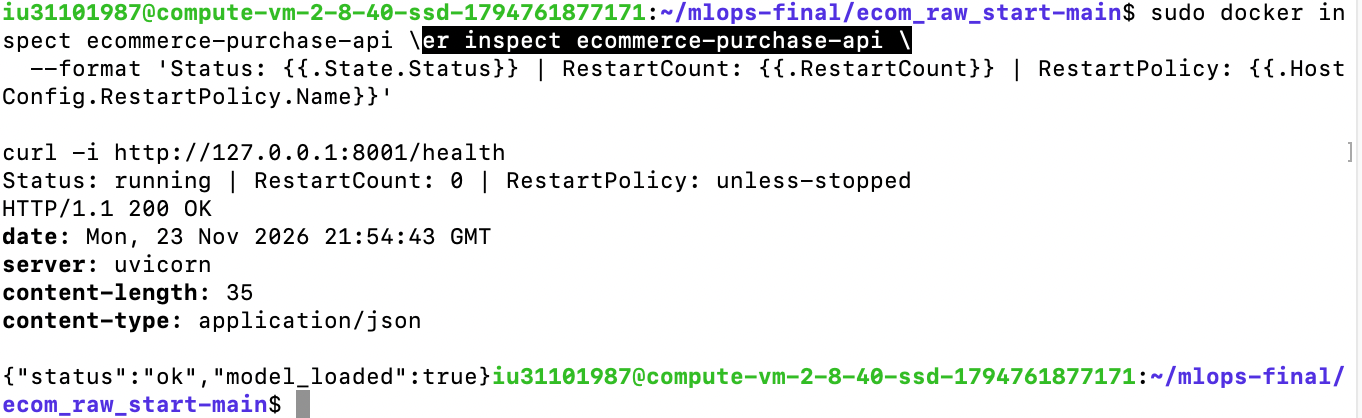 iu31101987@compute-vm-2-8-40-ssd-1794761877171:~/mlops-final/ecom_raw_start-main$ sudo docker in
spect ecommerce-purchase-api \er inspect ecommerce-purchase-api \
  --format 'Status: {{.State.Status}} | RestartCount: {{.RestartCount}} | RestartPolicy: {{.Host
Config.RestartPolicy.Name}}'

curl -i http://127.0.0.1:8001/health ]
Status: running | RestartCount: 0 | RestartPolicy: unless-stopped
HTTP/1.1 200 OK
date: Mon, 23 Nov 2026 21:54:43 GMT
server: uvicorn
content-length: 35
content-type: application/json

{"status":"ok","model_loaded":true}iu31101987@compute-vm-2-8-40-ssd-1794761877171:~/mlops-final/
ecom_raw_start-main$